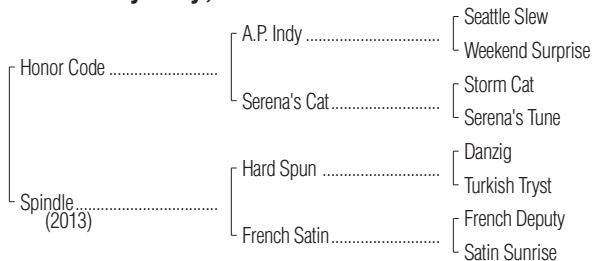 Seattle Slew
A.P. Indy ..............................
Weekend Surprise
Honor Code ........................
Storm Cat
Serena's Cat........................
Serena's Tune
Danzig
Hard Spun ..........................
Turkish Tryst
Spindle................................
(2013)
French Deputy
French Satin........................
Satin Sunrise